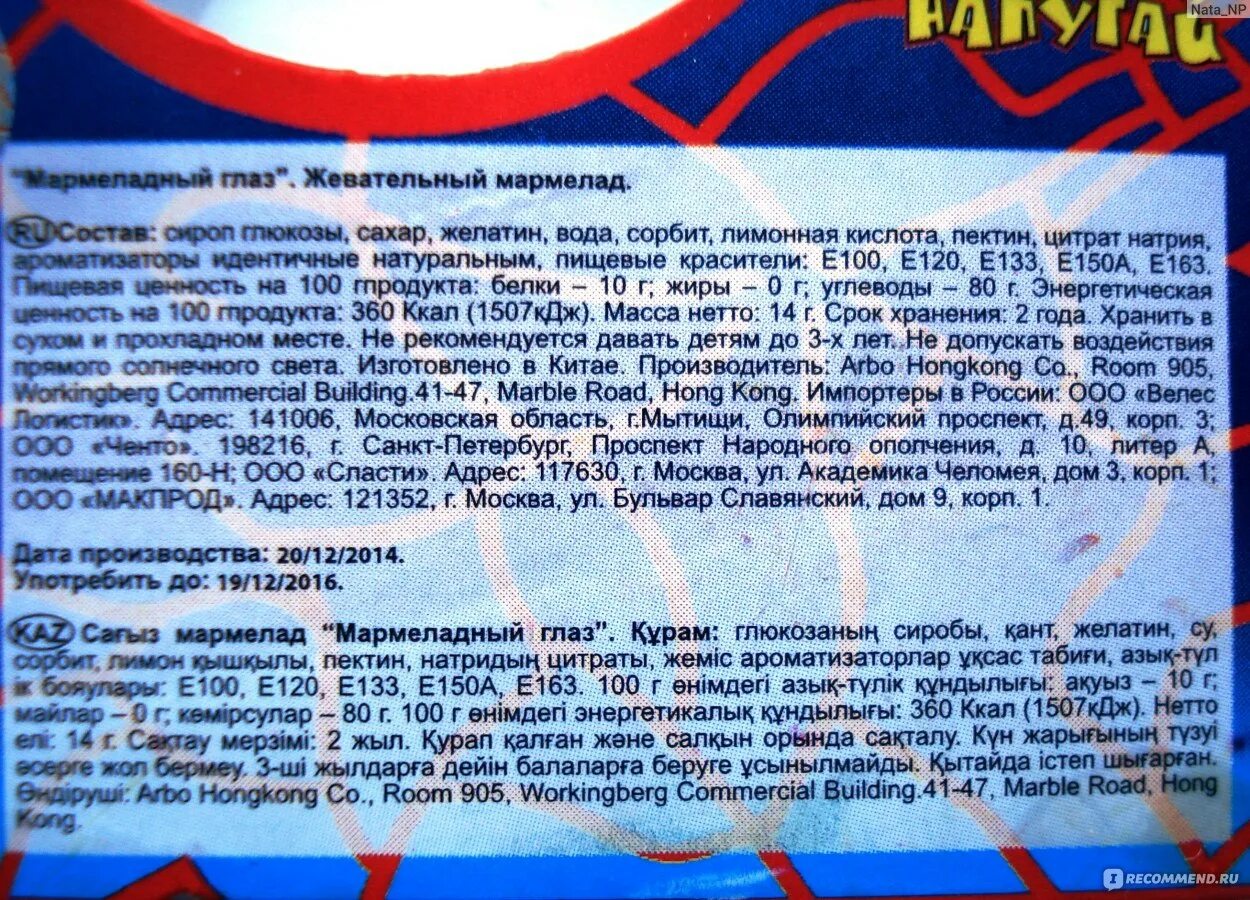 Nata_NP
НАПУГАЙ
"Мармеладный глаз". Жевательный мармелад.
RU Состав: сироп глюкозы, сахар, желатин, вода, сорбит, лимонная кислота, пектин, цитрат натрия,
ароматизаторы идентичные натуральным, пищевые красители: Е100, Е120, Е133, Е150А, Е163.
Пищевая ценность на 100 гпродукта: белки – 10 г; жиры – 0 г; углеводы – 80 г. Энергетическая
ценность на 100 гпродукта: 360 Ккал (1507кДж). Масса нетто: 14 г. Срок хранения: 2 года. Хранить в
сухом и прохладном месте. Не рекомендуется давать детям до 3-х лет. Не допускать воздействия
прямого солнечного света. Изготовлено в Китае. Производитель: Arbo Hongkong Co., Room 905,
Workingberg Commercial Building.41-47, Marble Road, Hong Kong. Импортеры в России: ООО «Велес
Логистик». Адрес: 141006, Московская область, г.Мытищи, Олимпийский проспект, д.49, корп. 3;
ООО «Ченто». 198216, г. Санкт-Петербург, Проспект Народного ополчения, д. 10, литер А,
помещение 160-Н; ООО «Сласти». Адрес: 117630, г. Москва, ул. Академика Челомея, дом 3, корп. 1;
ООО «МАКПРОД». Адрес: 121352, г. Москва, ул. Бульвар Славянский, дом 9, корп. 1.
Дата производства: 20/12/2014.
Употребить до: 19/12/2016.
KAZ Сағыз мармелад "Мармеладный глаз". Құрам: глюкозаның сиробы, қант, желатин, су,
сорбит, лимон қышқылы, пектин, натридың цитраты, жеміс ароматизаторлар ұқсас табиғи, азық-түл
ік бояулары: Е100, Е120, Е133, Е150А, Е163. 100 г өнімдегі азық-түлік құндылығы: ақуыз – 10 г;
майлар – 0 г; көмірсулар – 80 г. 100 г өнімдегі энергетикалық құндылығы: 360 Ккал (1507кДж). Нетто
елі: 14 г. Сақтау мерзімі: 2 жыл. Құрап қалған және салқын орында сақталу. Күн жарығының түзуі
әсерге жол бермеу. 3-ші жылдарға дейін балаларға беруге ұсынылмайды. Қытайда істеп шығарған.
Өндіруші: Arbo Hongkong Co., Room 905, Workingberg Commercial Building.41-47, Marble Road, Hong
Kong.
IRECOMMEND.RU